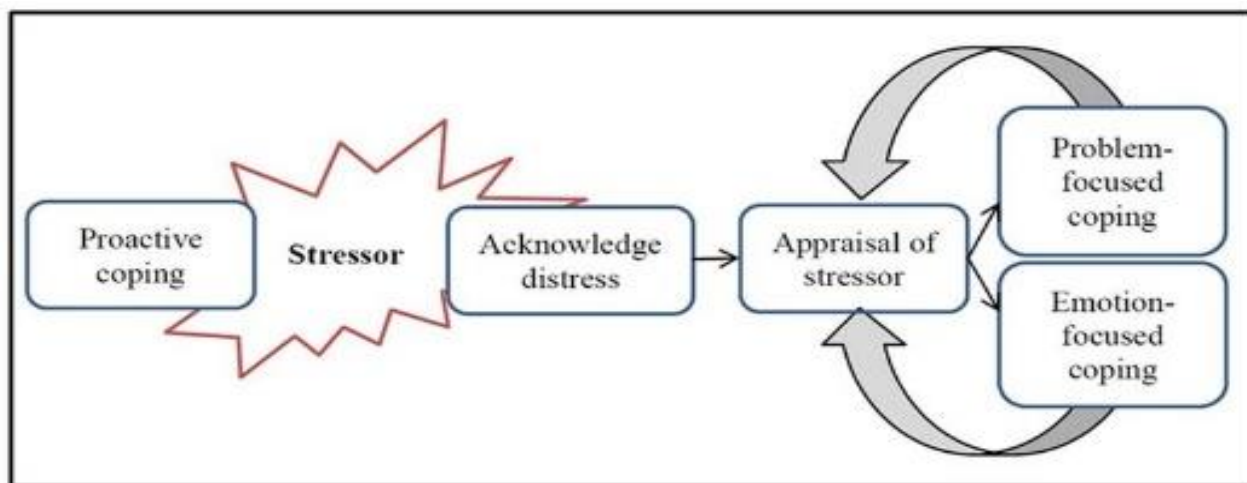 Proactive
coping
Stressor
Acknowledge
distress
Appraisal of
stressor
Problem-
focused
coping
Emotion-
focused
coping